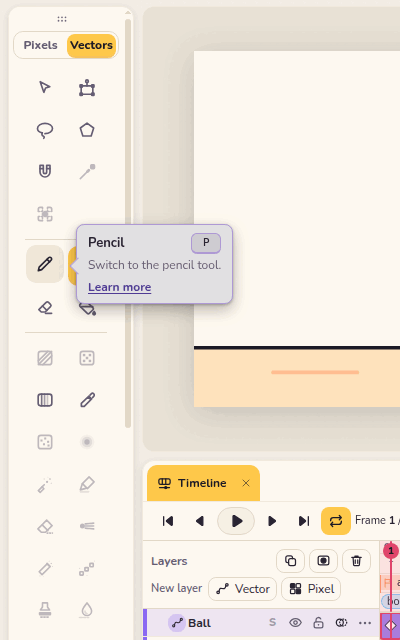 Pixels Vectors
Pencil P
Switch to the pencil tool.
Learn more
Timeline
Frame 1 /
Layers
1
New layer Vector Pixel
Ball S
bo